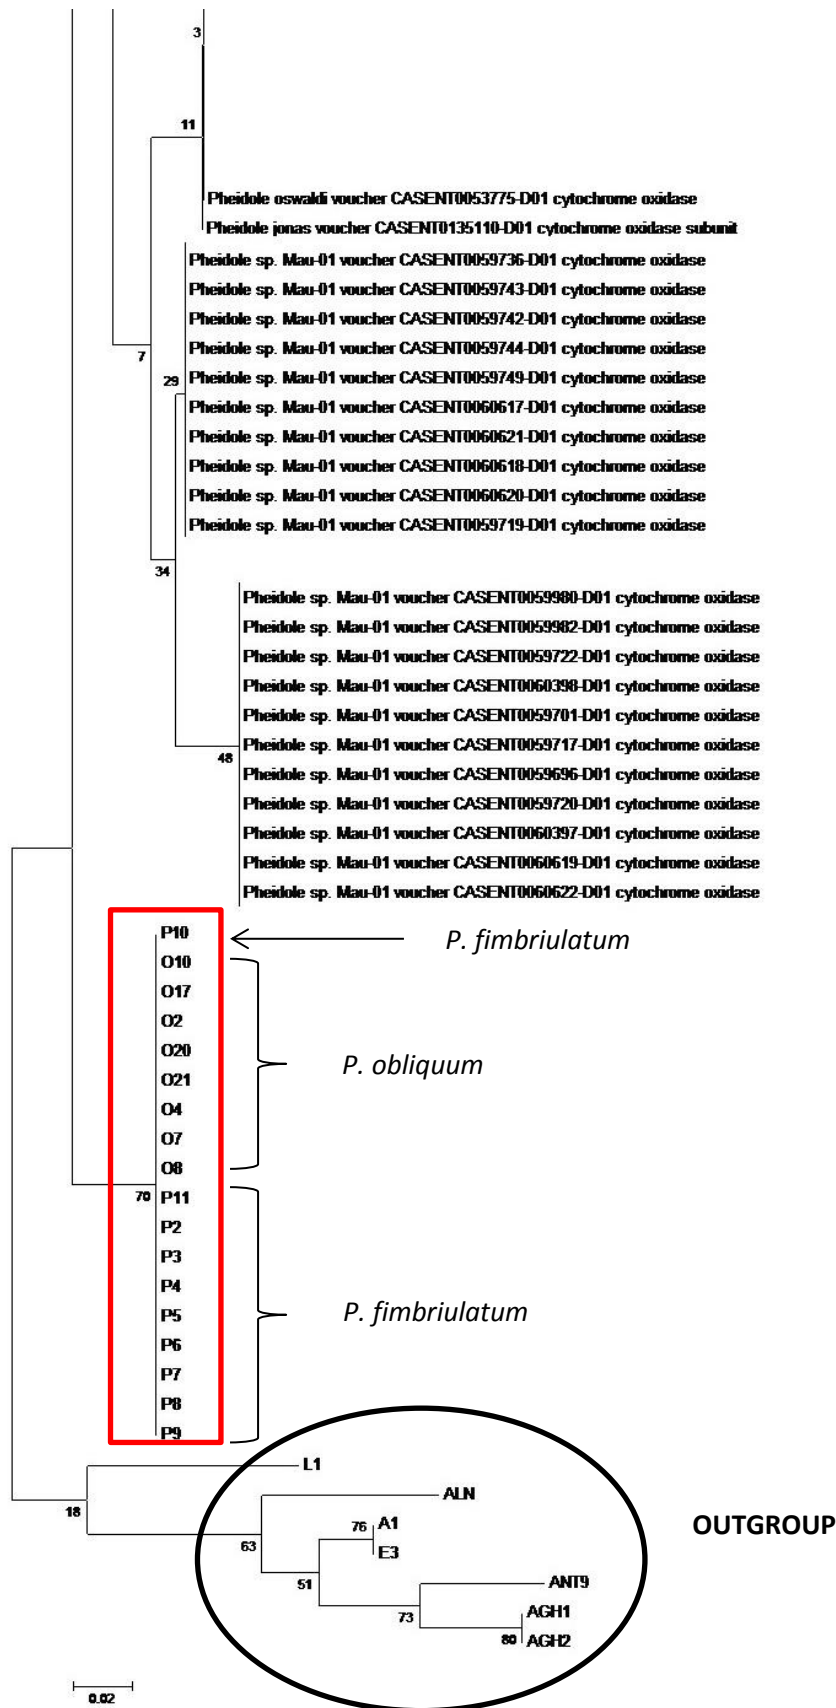 3
11
Pheidole oswaldi voucher CASENT0053775-D01 cytochrome oxidase
Pheidole jonas voucher CASENT0135110-D01 cytochrome oxidase subunit
Pheidole sp. Mau-01 voucher CASENT0059736-D01 cytochrome oxidase
Pheidole sp. Mau-01 voucher CASENT0059743-D01 cytochrome oxidase
Pheidole sp. Mau-01 voucher CASENT0059742-D01 cytochrome oxidase
Pheidole sp. Mau-01 voucher CASENT0059744-D01 cytochrome oxidase
7
29
Pheidole sp. Mau-01 voucher CASENT0059749-D01 cytochrome oxidase
Pheidole sp. Mau-01 voucher CASENT0060617-D01 cytochrome oxidase
Pheidole sp. Mau-01 voucher CASENT0060621-D01 cytochrome oxidase
Pheidole sp. Mau-01 voucher CASENT0060618-D01 cytochrome oxidase
Pheidole sp. Mau-01 voucher CASENT0060620-D01 cytochrome oxidase
Pheidole sp. Mau-01 voucher CASENT0059719-D01 cytochrome oxidase
34
Pheidole sp. Mau-01 voucher CASENT0059980-D01 cytochrome oxidase
Pheidole sp. Mau-01 voucher CASENT0059982-D01 cytochrome oxidase
Pheidole sp. Mau-01 voucher CASENT0059722-D01 cytochrome oxidase
Pheidole sp. Mau-01 voucher CASENT0060398-D01 cytochrome oxidase
Pheidole sp. Mau-01 voucher CASENT0059701-D01 cytochrome oxidase
Pheidole sp. Mau-01 voucher CASENT0059717-D01 cytochrome oxidase
48
Pheidole sp. Mau-01 voucher CASENT0059696-D01 cytochrome oxidase
Pheidole sp. Mau-01 voucher CASENT0059720-D01 cytochrome oxidase
Pheidole sp. Mau-01 voucher CASENT0060397-D01 cytochrome oxidase
Pheidole sp. Mau-01 voucher CASENT0060619-D01 cytochrome oxidase
Pheidole sp. Mau-01 voucher CASENT0060622-D01 cytochrome oxidase
P10
P. fimbriulatum
O10
O17
O2
O20
P. obliquum
O21
O4
O7
O8
70
P11
P2
P3
P4
P5
P. fimbriulatum
P6
P7
P8
P9
L1
18
ALN
76
A1
OUTGROUP
63
E3
51
ANT9
73
AGH1
80
AGH2
0.02